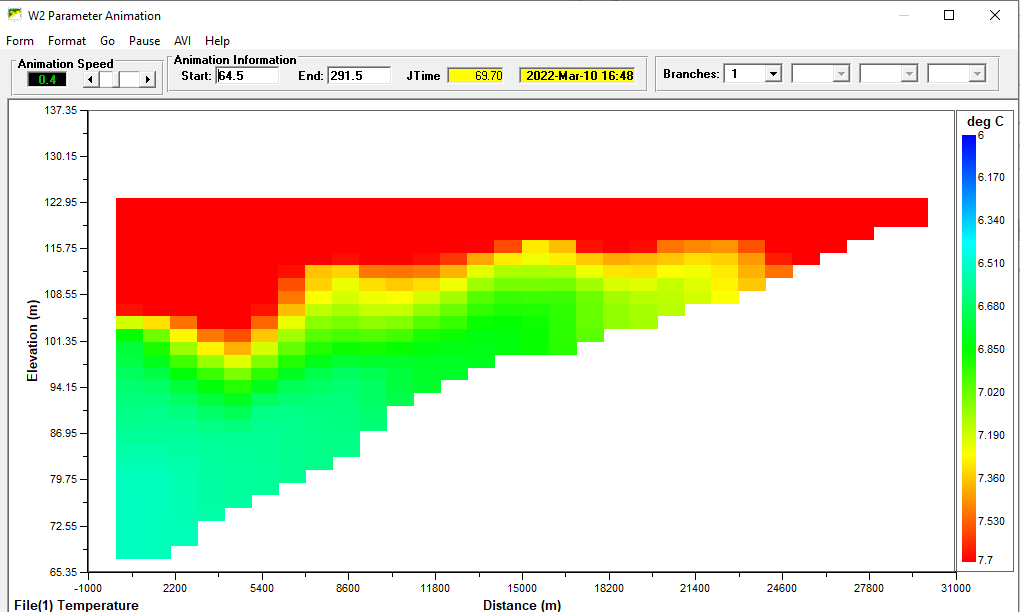 W2 Parameter Animation
Form Format Go Pause AVI Help
Animation Speed
0.4
Animation Information
Start: 64.5 End: 291.5 JTime 69.70 2022-Mar-10 16:48
Branches: 1
137.35
130.15
122.95
115.75
108.55
101.35
94.15
86.95
79.75
72.55
65.35
Elevation (m)
-1000 2200 5400 8600 11800 15000 18200 21400 24600 27800 31000
Distance (m)
File(1) Temperature
deg C
6
6.170
6.340
6.510
6.680
6.850
7.020
7.190
7.360
7.530
7.7